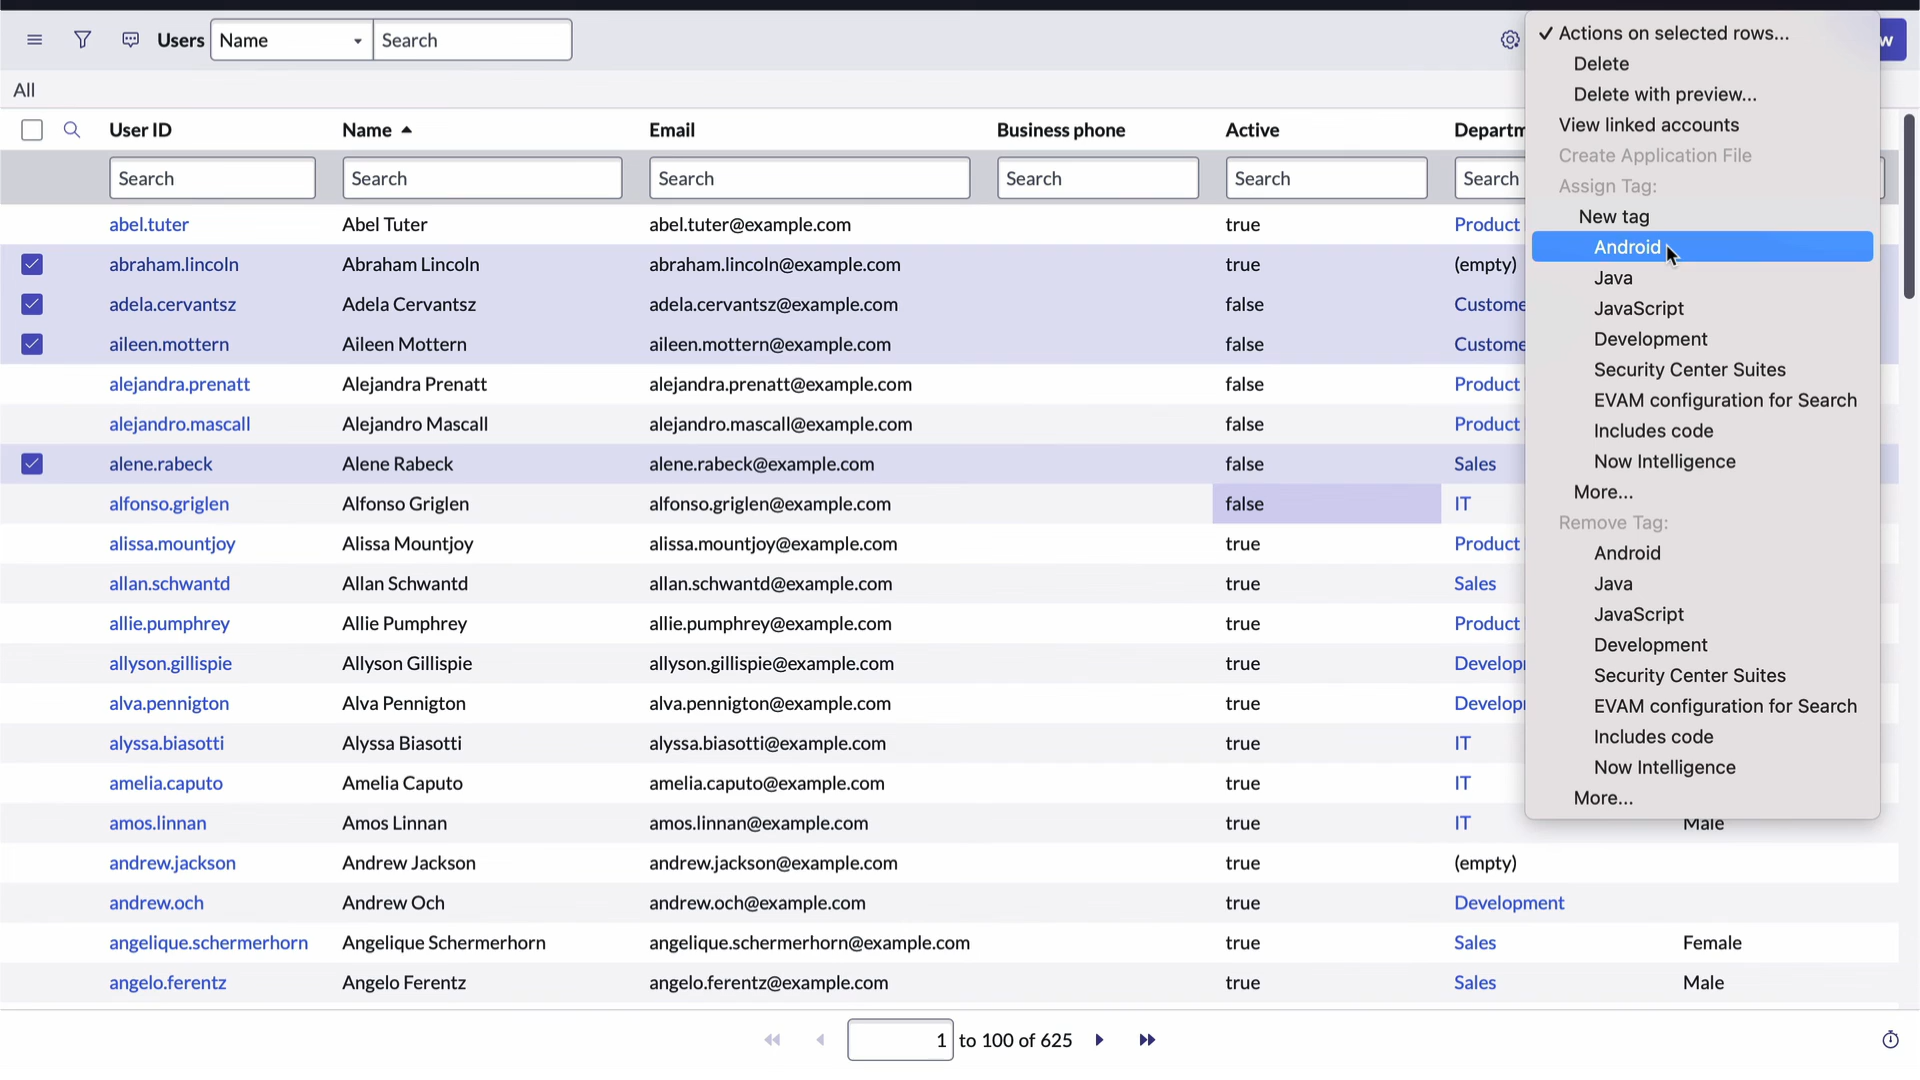 Users Name Search
w
All
User ID Name Email Business phone Active Departm
Search Search Search Search Search Search
abel.tuter Abel Tuter abel.tuter@example.com true Product
abraham.lincoln Abraham Lincoln abraham.lincoln@example.com true (empty)
adela.cervantsz Adela Cervantsz adela.cervantsz@example.com false Custome
aileen.mottern Aileen Mottern aileen.mottern@example.com false Custome
alejandra.prenatt Alejandra Prenatt alejandra.prenatt@example.com false Product
alejandro.mascall Alejandro Mascall alejandro.mascall@example.com false Product
alene.rabeck Alene Rabeck alene.rabeck@example.com false Sales
alfonso.griglen Alfonso Griglen alfonso.griglen@example.com false IT
alissa.mountjoy Alissa Mountjoy alissa.mountjoy@example.com true Product
allan.schwantd Allan Schwantd allan.schwantd@example.com true Sales
allie.pumphrey Allie Pumphrey allie.pumphrey@example.com true Product
allyson.gillispie Allyson Gillispie allyson.gillispie@example.com true Develop
alva.pennigton Alva Pennigton alva.pennigton@example.com true Develop
alyssa.biasotti Alyssa Biasotti alyssa.biasotti@example.com true IT
amelia.caputo Amelia Caputo amelia.caputo@example.com true IT
amos.linnan Amos Linnan amos.linnan@example.com true IT Male
andrew.jackson Andrew Jackson andrew.jackson@example.com true (empty)
andrew.och Andrew Och andrew.och@example.com true Development
angelique.schermerhorn Angelique Schermerhorn angelique.schermerhorn@example.com true Sales Female
angelo.ferentz Angelo Ferentz angelo.ferentz@example.com true Sales Male
1 to 100 of 625
✓ Actions on selected rows...
Delete
Delete with preview...
View linked accounts
Create Application File
Assign Tag:
New tag
Android
Java
JavaScript
Development
Security Center Suites
EVAM configuration for Search
Includes code
Now Intelligence
More...
Remove Tag:
Android
Java
JavaScript
Development
Security Center Suites
EVAM configuration for Search
Includes code
Now Intelligence
More...